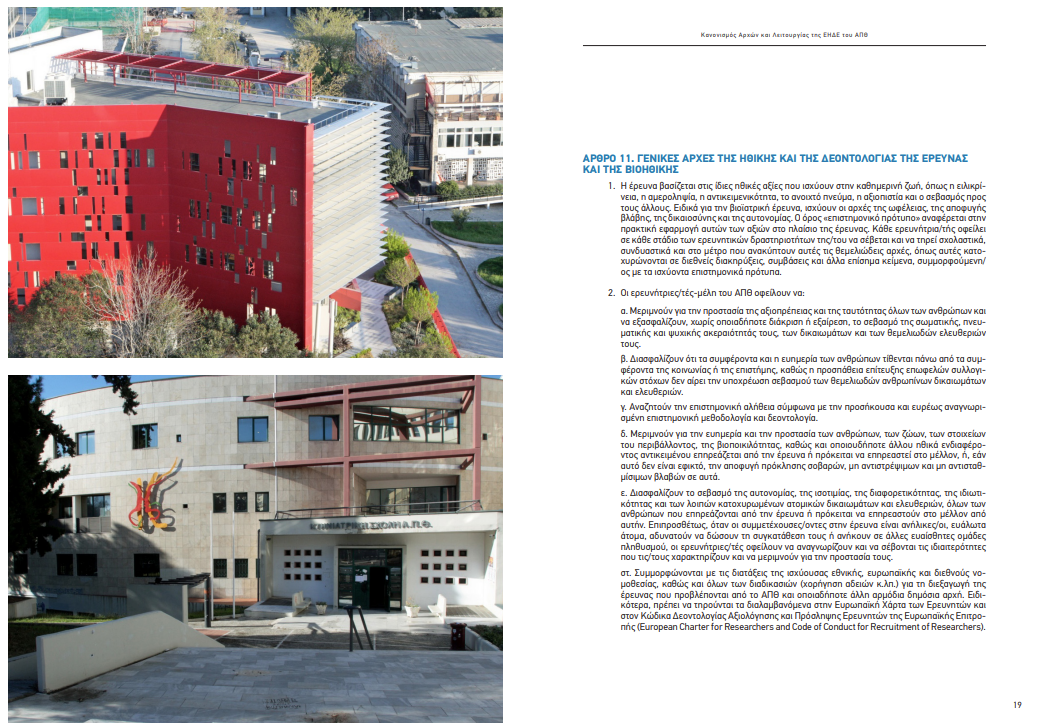 ΚΤΗΝΙΑΤΡΙΚΗ ΣΧΟΛΗ Α.Π.Θ.
Κανονισμός Αρχών και Λειτουργίας της ΕΗΔΕ του ΑΠΘ
ΑΡΘΡΟ 11. ΓΕΝΙΚΕΣ ΑΡΧΕΣ ΤΗΣ ΗΘΙΚΗΣ ΚΑΙ ΤΗΣ ΔΕΟΝΤΟΛΟΓΙΑΣ ΤΗΣ ΕΡΕΥΝΑΣ
ΚΑΙ ΤΗΣ ΒΙΟΗΘΙΚΗΣ
1. Η έρευνα βασίζεται στις ίδιες ηθικές αξίες που ισχύουν στην καθημερινή ζωή, όπως η ειλικρί-
νεια, η αμεροληψία, η αντικειμενικότητα, το ανοιχτό πνεύμα, η αξιοπιστία και ο σεβασμός προς
τους άλλους. Ειδικά για την βιοϊατρική έρευνα, ισχύουν οι αρχές της ωφέλειας, της αποφυγής
βλάβης, της δικαιοσύνης και της αυτονομίας. Ο όρος «επιστημονικό πρότυπο» αναφέρεται στην
πρακτική εφαρμογή αυτών των αξιών στο πλαίσιο της έρευνας. Κάθε ερευνήτρια/τής οφείλει
σε κάθε στάδιο των ερευνητικών δραστηριοτήτων της/του να σέβεται και να τηρεί σχολαστικά,
συνδυαστικά και στο μέτρο που ανακύπτουν αυτές τις θεμελιώδεις αρχές, όπως αυτές κατο-
χυρώνονται σε διεθνείς διακηρύξεις, συμβάσεις και άλλα επίσημα κείμενα, συμμορφούμενη/
ος με τα ισχύοντα επιστημονικά πρότυπα.
2. Οι ερευνήτριες/τές-μέλη του ΑΠΘ οφείλουν να:
α. Μεριμνούν για την προστασία της αξιοπρέπειας και της ταυτότητας όλων των ανθρώπων και
να εξασφαλίζουν, χωρίς οποιαδήποτε διάκριση ή εξαίρεση, το σεβασμό της σωματικής, πνευ-
ματικής και ψυχικής ακεραιότητάς τους, των δικαιωμάτων και των θεμελιωδών ελευθεριών
τους.
β. Διασφαλίζουν ότι τα συμφέροντα και η ευημερία των ανθρώπων τίθενται πάνω από τα συμ-
φέροντα της κοινωνίας ή της επιστήμης, καθώς η προσπάθεια επίτευξης επωφελών συλλογι-
κών στόχων δεν αίρει την υποχρέωση σεβασμού των θεμελιωδών ανθρωπίνων δικαιωμάτων
και ελευθεριών.
γ. Αναζητούν την επιστημονική αλήθεια σύμφωνα με την προσήκουσα και ευρέως αναγνωρι-
σμένη επιστημονική μεθοδολογία και δεοντολογία.
δ. Μεριμνούν για την ευημερία και την προστασία των ανθρώπων, των ζώων, των στοιχείων
του περιβάλλοντος, της βιοποικιλότητας, καθώς και οποιουδήποτε άλλου ηθικά ενδιαφέρο-
ντος αντικειμένου επηρεάζεται από την έρευνα ή πρόκειται να επηρεαστεί στο μέλλον, ή, εάν
αυτό δεν είναι εφικτό, την αποφυγή πρόκλησης σοβαρών, μη αντιστρέψιμων και μη αντισταθ-
μίσιμων βλαβών σε αυτά.
ε. Διασφαλίζουν το σεβασμό της αυτονομίας, της ισοτιμίας, της διαφορετικότητας, της ιδιωτι-
κότητας και των λοιπών κατοχυρωμένων ατομικών δικαιωμάτων και ελευθεριών, όλων των
ανθρώπων που επηρεάζονται από την έρευνα ή πρόκειται να επηρεαστούν στο μέλλον από
αυτήν. Επιπροσθέτως, όταν οι συμμετέχουσες/οντες στην έρευνα είναι ανήλικες/οι, ευάλωτα
άτομα, αδυνατούν να δώσουν τη συγκατάθεσή τους ή ανήκουν σε άλλες ευαίσθητες ομάδες
πληθυσμού, οι ερευνήτριες/τές οφείλουν να αναγνωρίζουν και να σέβονται τις ιδιαιτερότητες
που τις/τους χαρακτηρίζουν και να μεριμνούν για την προστασία τους.
στ. Συμμορφώνονται με τις διατάξεις της ισχύουσας εθνικής, ευρωπαϊκής και διεθνούς νο-
μοθεσίας, καθώς και όλων των διαδικασιών (χορήγηση αδειών κ.λπ.) για τη διεξαγωγή της
έρευνας που προβλέπονται από το ΑΠΘ και οποιαδήποτε άλλη αρμόδια δημόσια αρχή. Ειδι-
κότερα, πρέπει να τηρούνται τα διαλαμβανόμενα στην Ευρωπαϊκή Χάρτα των Ερευνητών και
στον Κώδικα Δεοντολογίας Αξιολόγησης και Πρόσληψης Ερευνητών της Ευρωπαϊκής Επιτρο-
πής (European Charter for Researchers and Code of Conduct for Recruitment of Researchers).
19